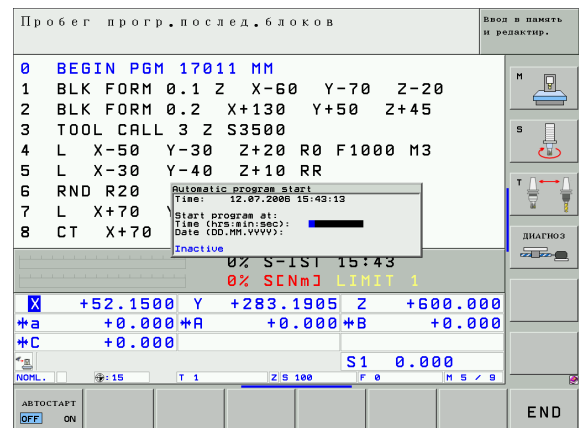 Пробег прогр.послед.блоков
Ввод в память
и редактир.
0 BEGIN PGM 17011 MM
1 BLK FORM 0.1 Z X-60 Y-70 Z-20
2 BLK FORM 0.2 X+130 Y+50 Z+45
3 TOOL CALL 3 Z S3500
4 L X-50 Y-30 Z+20 R0 F1000 M3
5 L X-30 Y-40 Z+10 RR
6 RND R20
7 L X+70
8 CT X+70
Automatic program start
Time: 12.07.2006 15:43:13
Start program at:
Time (hrs:min:sec):
Date (DD.MM.YYYY):
Inactive
M
S
T
ДИАГНОЗ
0% S-IST 15:43
0% S[Nm] LIMIT 1
X +52.1500 Y +283.1905 Z +600.000
a +0.000 A +0.000 B +0.000
C +0.000
S1 0.000
NOML. :15 T 1 Z S 100 F 0 M 5 / 9
АВТОСТАРТ
OFF ON
END